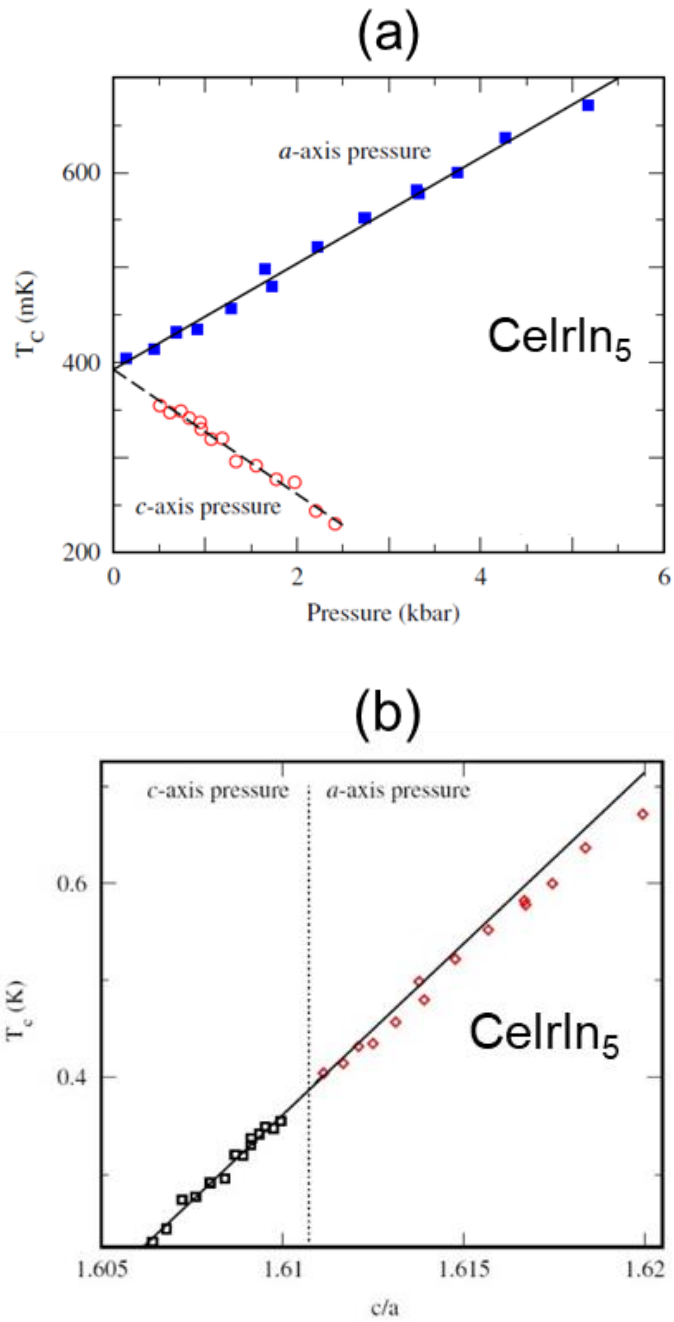 (a)
600
400
200
T_C (mK)
a-axis pressure
CeIrIn₅
c-axis pressure
0 2 4 6
Pressure (kbar)
(b)
c-axis pressure a-axis pressure
0.6
0.4
T_c (K)
CeIrIn₅
1.605 1.61 1.615 1.62
c/a